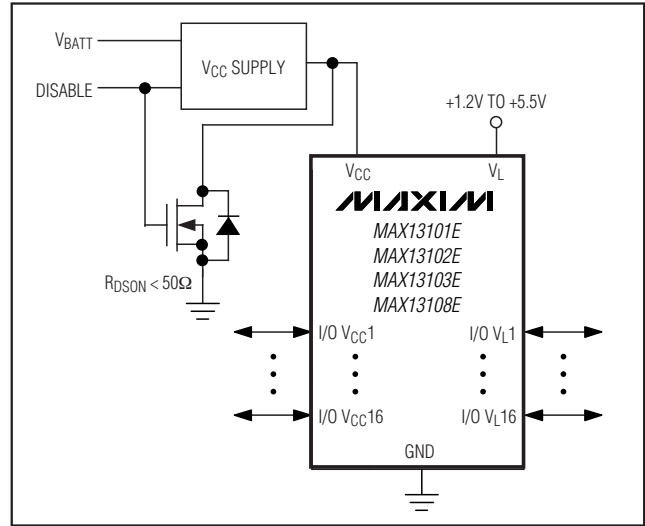 VBATT
DISABLE
VCC SUPPLY
+1.2V TO +5.5V
VCC
VL
MAXIM
MAX13101E
MAX13102E
MAX13103E
MAX13108E
RDSON < 50Ω
I/O VCC1
I/O VL1
I/O VCC16
I/O VL16
GND